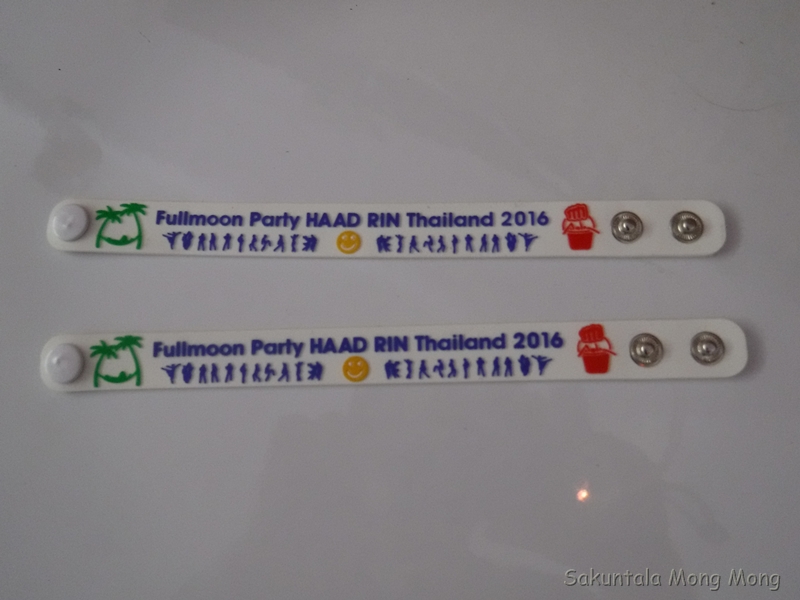 Fullmoon Party HAAD RIN Thailand 2016
Fullmoon Party HAAD RIN Thailand 2016
Sakuntala Mong Mong